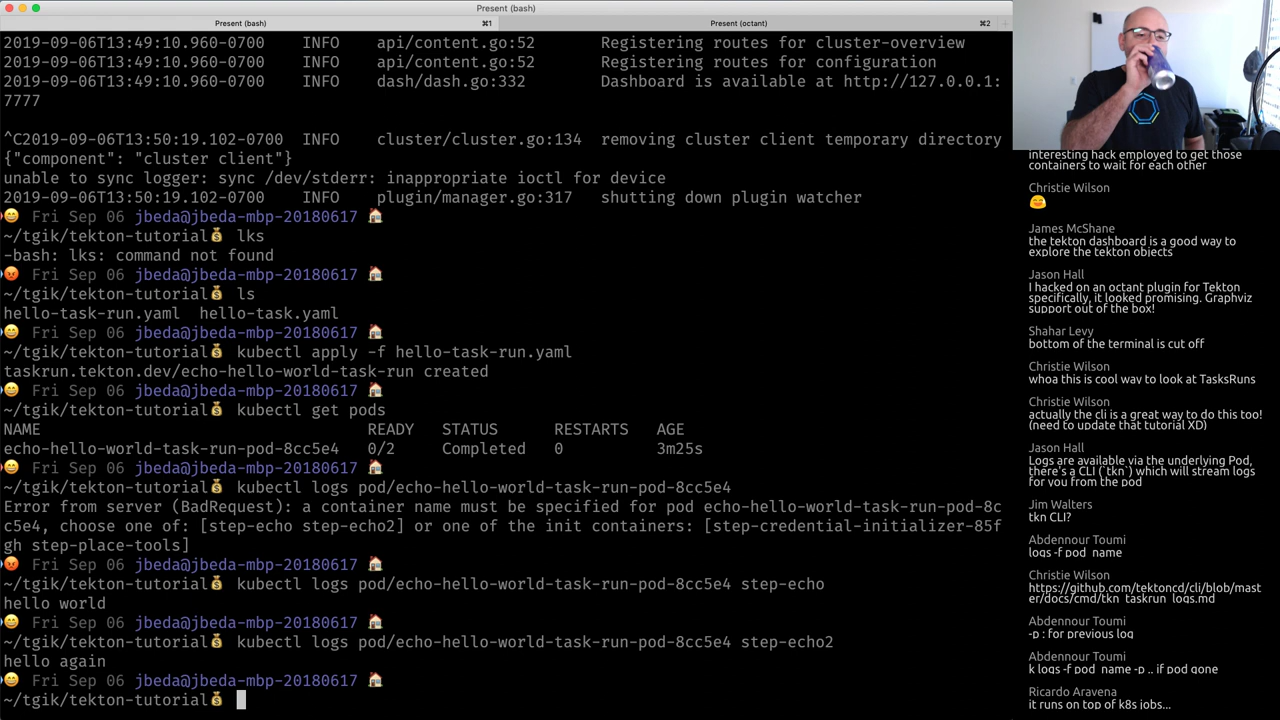 Present (bash)
Present (bash) ⌘1 Present (octant) ⌘2 +
2019-09-06T13:49:10.960-0700 INFO api/content.go:52 Registering routes for cluster-overview
2019-09-06T13:49:10.960-0700 INFO api/content.go:52 Registering routes for configuration
2019-09-06T13:49:10.960-0700 INFO dash/dash.go:332 Dashboard is available at http://127.0.0.1:
7777
^C2019-09-06T13:50:19.102-0700 INFO cluster/cluster.go:134 removing cluster client temporary directory
{"component": "cluster client"}
unable to sync logger: sync /dev/stderr: inappropriate ioctl for device
2019-09-06T13:50:19.102-0700 INFO plugin/manager.go:317 shutting down plugin watcher
😄 Fri Sep 06 jbeda@jbeda-mbp-20180617 🏠
~/tgik/tekton-tutorial💰 lks
-bash: lks: command not found
😡 Fri Sep 06 jbeda@jbeda-mbp-20180617 🏠
~/tgik/tekton-tutorial💰 ls
hello-task-run.yaml hello-task.yaml
😄 Fri Sep 06 jbeda@jbeda-mbp-20180617 🏠
~/tgik/tekton-tutorial💰 kubectl apply -f hello-task-run.yaml
taskrun.tekton.dev/echo-hello-world-task-run created
😄 Fri Sep 06 jbeda@jbeda-mbp-20180617 🏠
~/tgik/tekton-tutorial💰 kubectl get pods
NAME READY STATUS RESTARTS AGE
echo-hello-world-task-run-pod-8cc5e4 0/2 Completed 0 3m25s
😄 Fri Sep 06 jbeda@jbeda-mbp-20180617 🏠
~/tgik/tekton-tutorial💰 kubectl logs pod/echo-hello-world-task-run-pod-8cc5e4
Error from server (BadRequest): a container name must be specified for pod echo-hello-world-task-run-pod-8c
c5e4, choose one of: [step-echo step-echo2] or one of the init containers: [step-credential-initializer-85f
gh step-place-tools]
😡 Fri Sep 06 jbeda@jbeda-mbp-20180617 🏠
~/tgik/tekton-tutorial💰 kubectl logs pod/echo-hello-world-task-run-pod-8cc5e4 step-echo
hello world
😄 Fri Sep 06 jbeda@jbeda-mbp-20180617 🏠
~/tgik/tekton-tutorial💰 kubectl logs pod/echo-hello-world-task-run-pod-8cc5e4 step-echo2
hello again
😄 Fri Sep 06 jbeda@jbeda-mbp-20180617 🏠
~/tgik/tekton-tutorial💰
interesting hack employed to get those
containers to wait for each other
Christie Wilson
😊
James McShane
the tekton dashboard is a good way to
explore the tekton objects
Jason Hall
I hacked on an octant plugin for Tekton
specifically, it looked promising. Graphviz
support out of the box!
Shahar Levy
bottom of the terminal is cut off
Christie Wilson
whoa this is cool way to look at TasksRuns
Christie Wilson
actually the cli is a great way to do this too!
(need to update that tutorial XD)
Jason Hall
Logs are available via the underlying Pod,
there's a CLI (`tkn`) which will stream logs
for you from the pod
Jim Walters
tkn CLI?
Abdennour Toumi
logs -f pod_name
Christie Wilson
https://github.com/tektoncd/cli/blob/mast
er/docs/cmd/tkn_taskrun_logs.md
Abdennour Toumi
-p : for previous log
Abdennour Toumi
k logs -f pod_name -p .. if pod gone
Ricardo Aravena
it runs on top of k8s jobs...